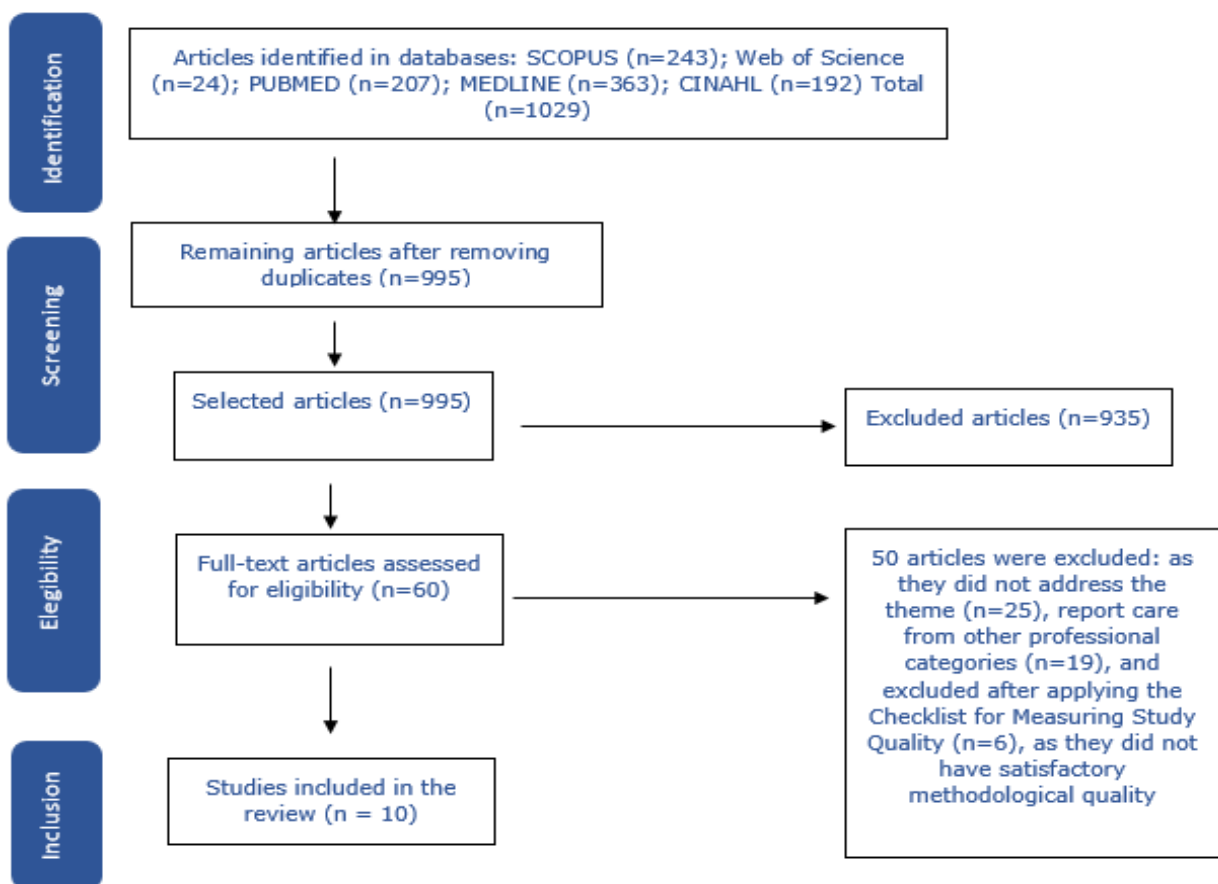 Identification
Articles identified in databases: SCOPUS (n=243); Web of Science
(n=24); PUBMED (n=207); MEDLINE (n=363); CINAHL (n=192) Total
(n=1029)
Screening
Remaining articles after removing
duplicates (n=995)
Selected articles (n=995)
Excluded articles (n=935)
Elegibility
Full-text articles assessed
for eligibility (n=60)
50 articles were excluded: as
they did not address the
theme (n=25), report care
from other professional
categories (n=19), and
excluded after applying the
Checklist for Measuring Study
Quality (n=6), as they did not
have satisfactory
methodological quality
Inclusion
Studies included in the
review (n = 10)